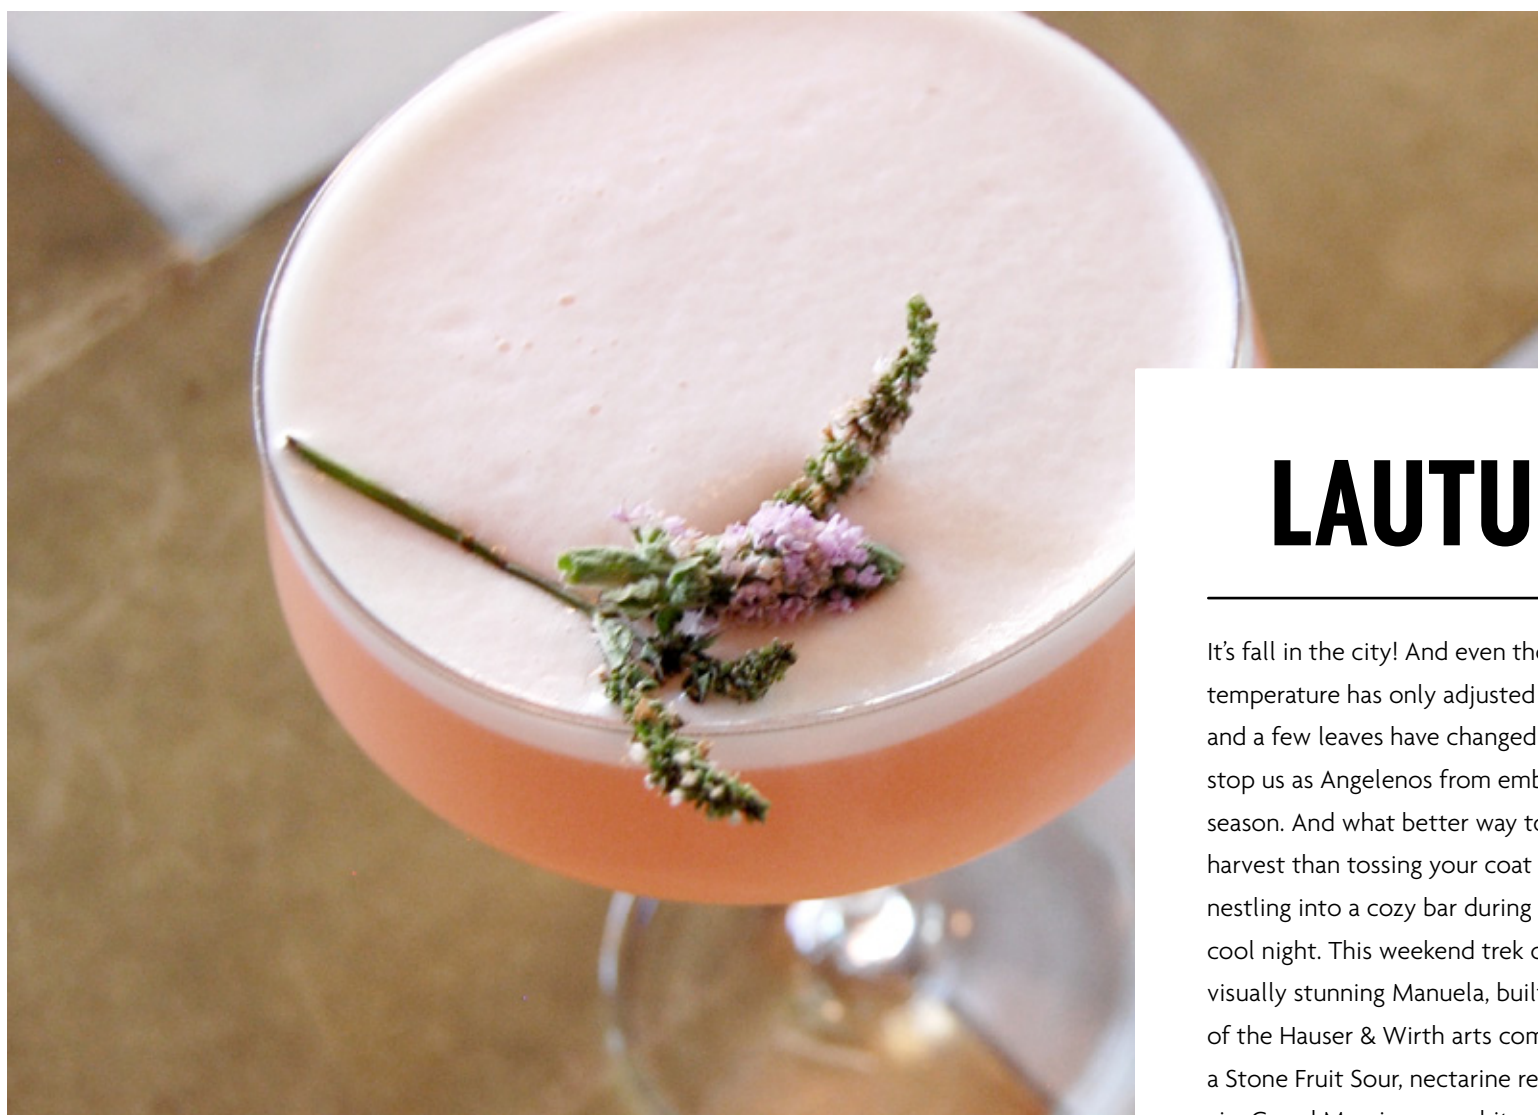 LAUTU
It's fall in the city! And even th
temperature has only adjusted
and a few leaves have changed
stop us as Angelenos from emb
season. And what better way to
harvest than tossing your coat
nestling into a cozy bar during
cool night. This weekend trek
visually stunning Manuela, buil
of the Hauser & Wirth arts com
a Stone Fruit Sour, nectarine re